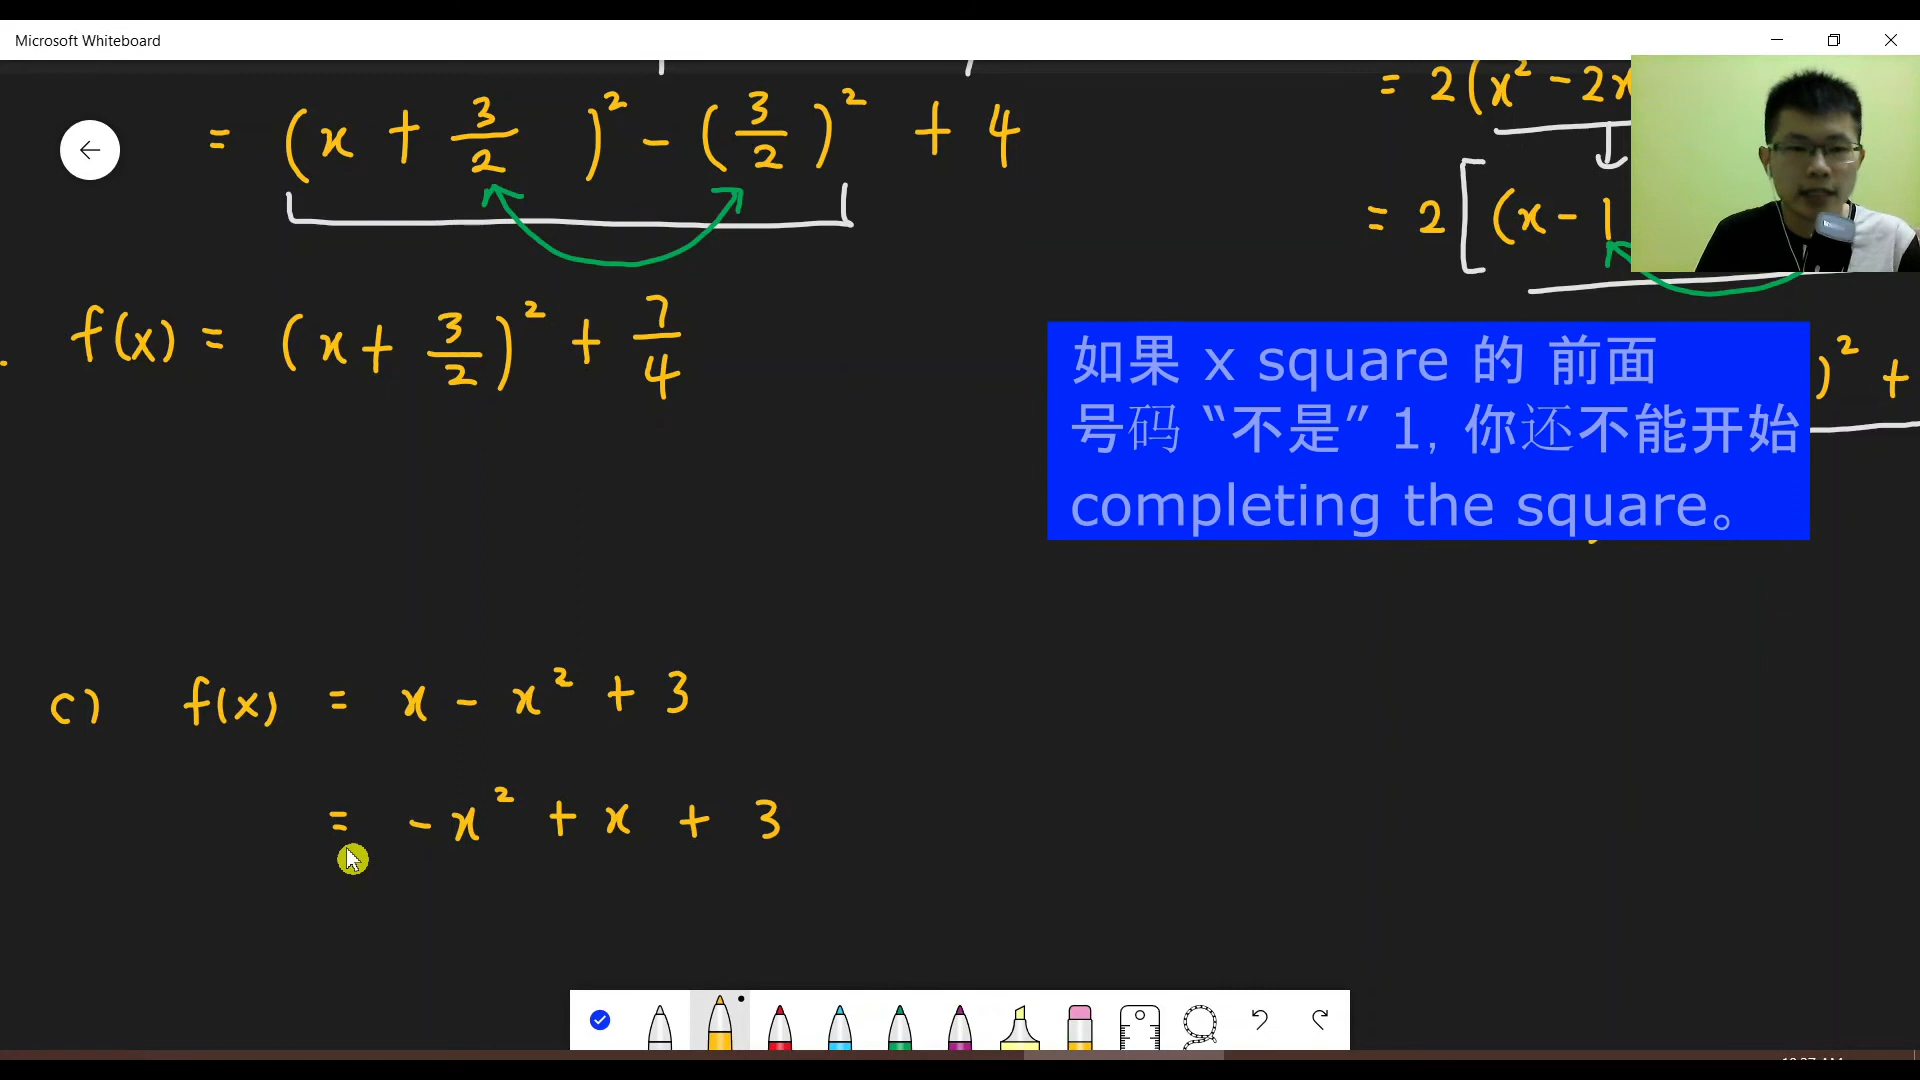 Microsoft Whiteboard
= (x + 3/2 )² - (3/2)² + 4
f(x) = (x + 3/2)² + 7/4
c) f(x) = x - x² + 3
= -x² + x + 3
= 2(x² - 2x
= 2[(x - 1
)² +
如果 x square 的 前面
号码 “不是” 1, 你还不能开始
completing the square。